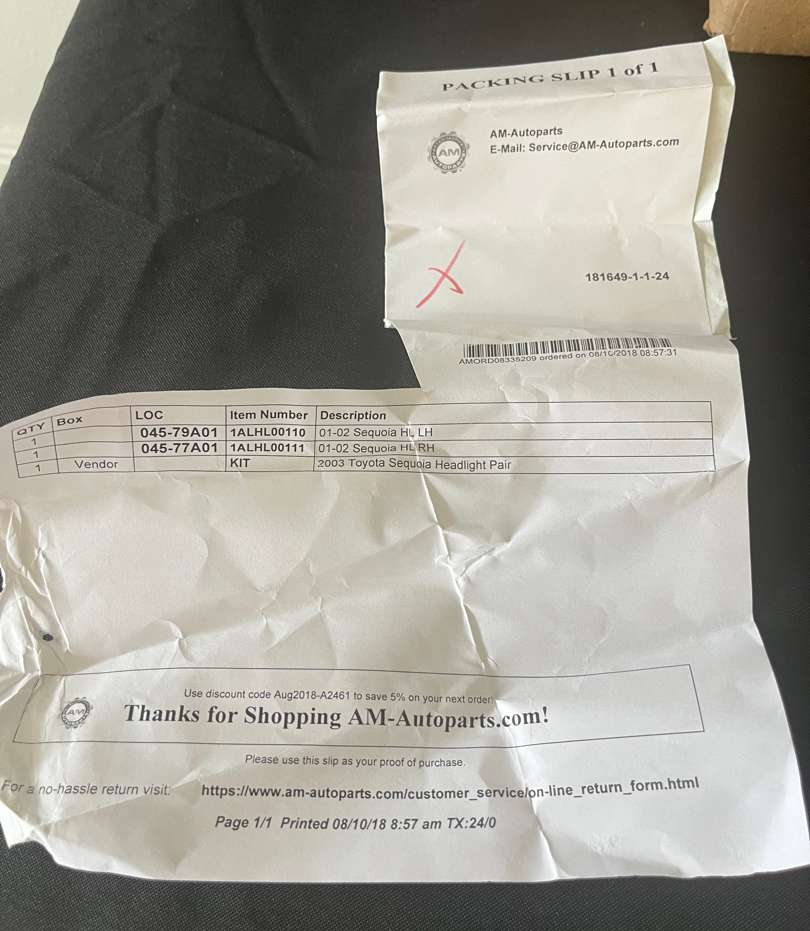 PACKING SLIP 1 of 1
AM-Autoparts
E-Mail: Service@AM-Autoparts.com
AM
181649-1-1-24
AMORD08335209 ordered on 08/10/2018 08:57:31
QTY Box LOC Item Number Description
1 045-79A01 1ALHL00110 01-02 Sequoia HL LH
1 045-77A01 1ALHL00111 01-02 Sequoia HL RH
1 Vendor KIT 2003 Toyota Sequoia Headlight Pair
Use discount code Aug2018-A2461 to save 5% on your next order!
AM
Thanks for Shopping AM-Autoparts.com!
Please use this slip as your proof of purchase.
For a no-hassle return visit: https://www.am-autoparts.com/customer_service/on-line_return_form.html
Page 1/1 Printed 08/10/18 8:57 am TX:24/0